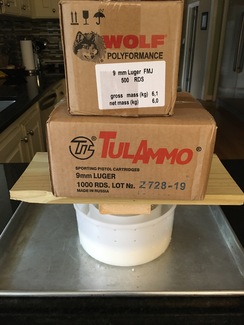 WOLF
POLYFORMANCE
9 mm Luger FMJ
500 RDS
gross mass (kg) 6,1
net mass (kg) 6,0
TULAMMO
SPORTING PISTOL CARTRIDGES
9mm LUGER
1000 RDS. LOT No. Z728-19
MADE IN RUSSIA